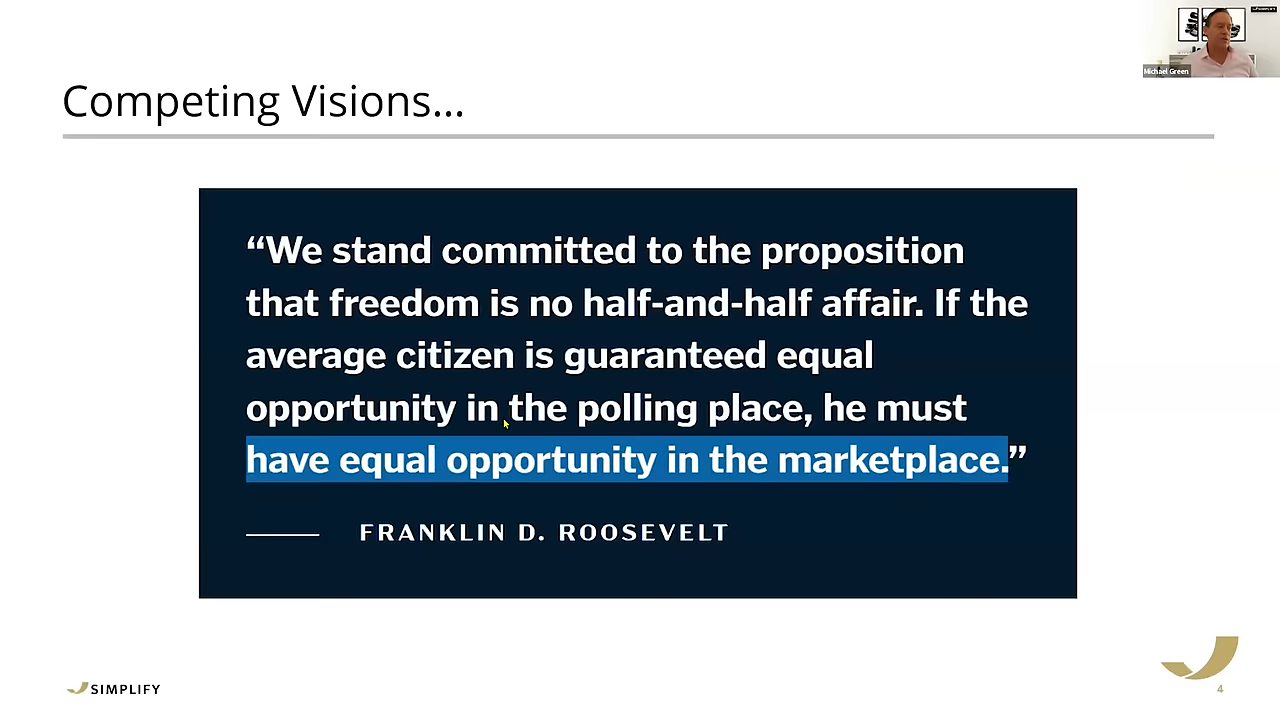 Michael Green
Competing Visions...
“We stand committed to the proposition
that freedom is no half-and-half affair. If the
average citizen is guaranteed equal
opportunity in the polling place, he must
have equal opportunity in the marketplace.”
FRANKLIN D. ROOSEVELT
SIMPLIFY
4